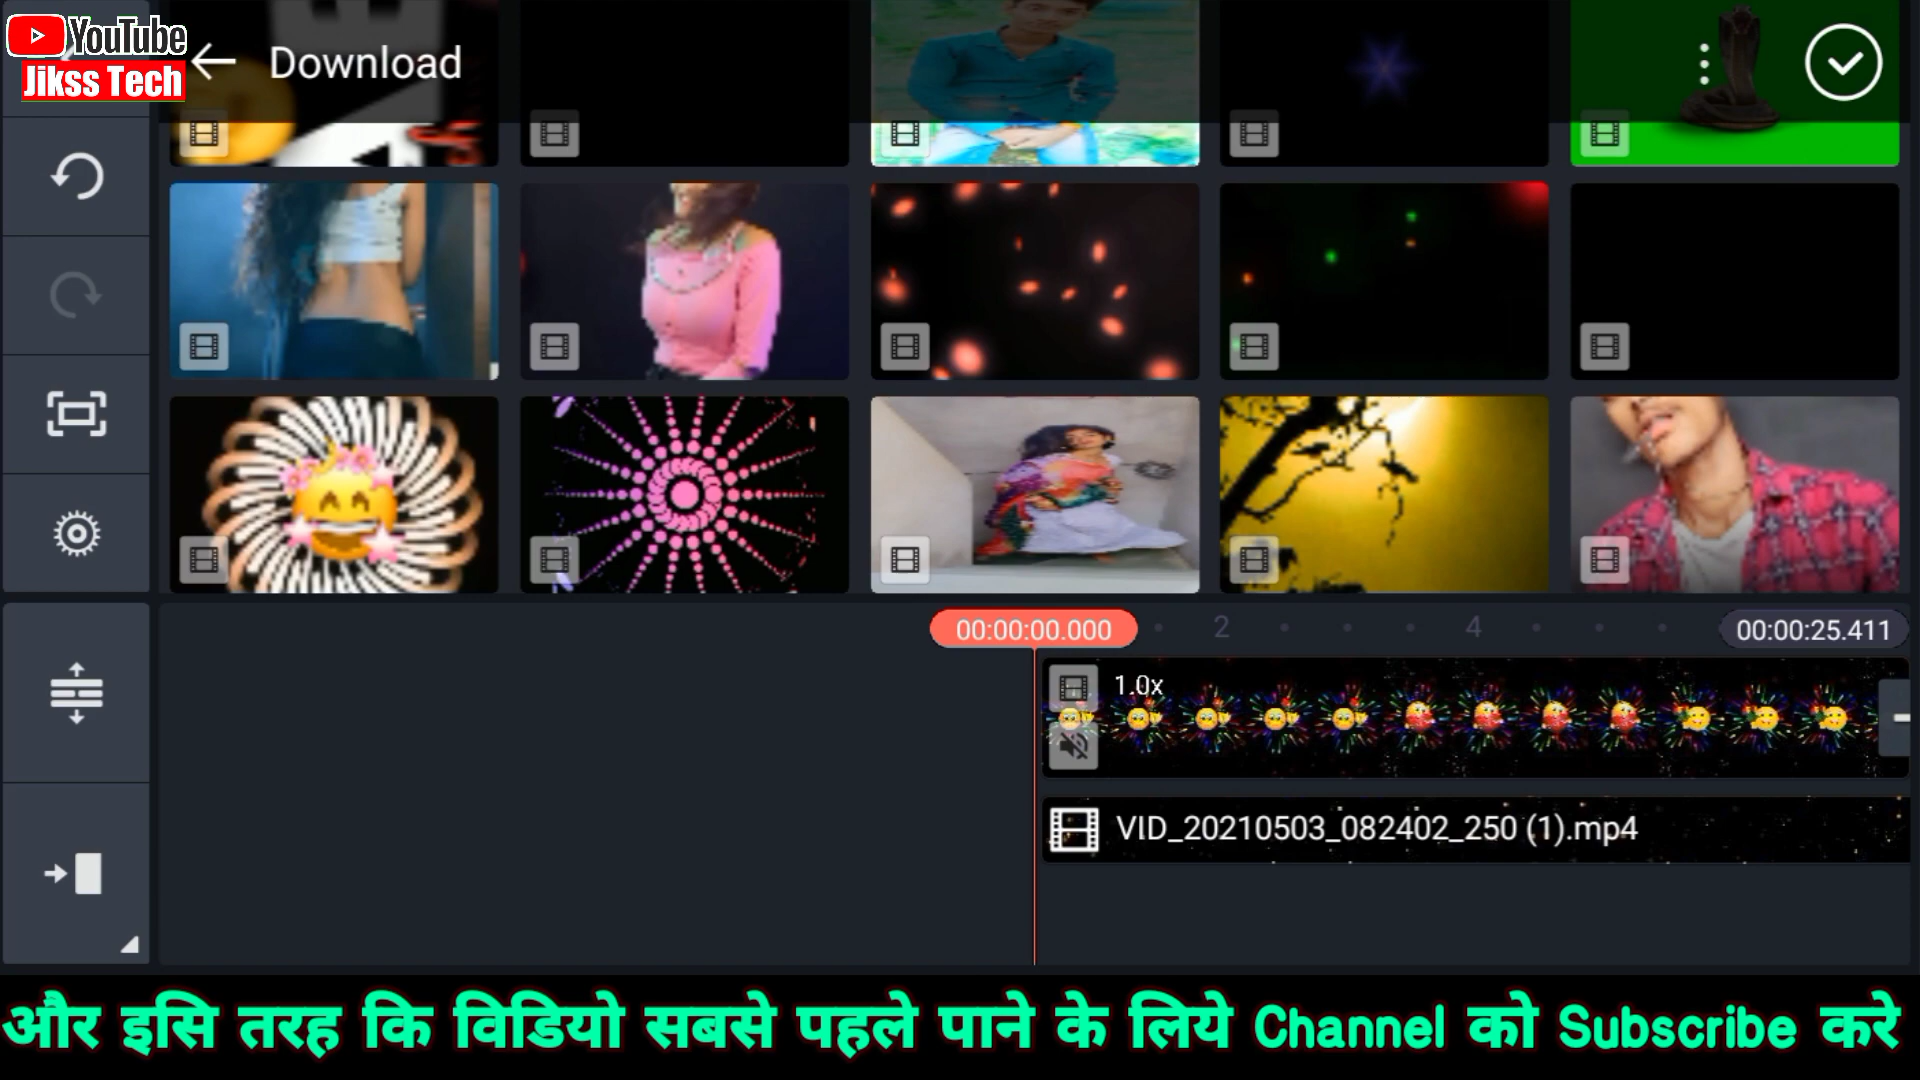 YouTube
Jikss Tech
Download
00:00:00.000
2
4
00:00:25.411
1.0x
VID_20210503_082402_250 (1).mp4
और इसि तरह कि विडियो सबसे पहले पाने के लिये Channel को Subscribe करे